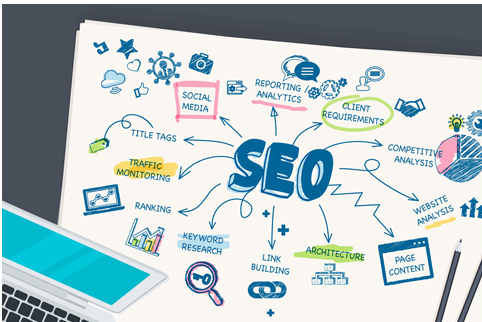 REPORTING /
ANALYTICS
SOCIAL
MEDIA
CLIENT
REQUIREMENTS
TITLE TAGS
COMPETITIVE
ANALYSIS
SEO
TRAFFIC
MONITORING
RANKING
WEBSITE
ANALYSIS
KEYWORD
RESEARCH
LINK
BUILDING
ARCHITECTURE
PAGE
CONTENT